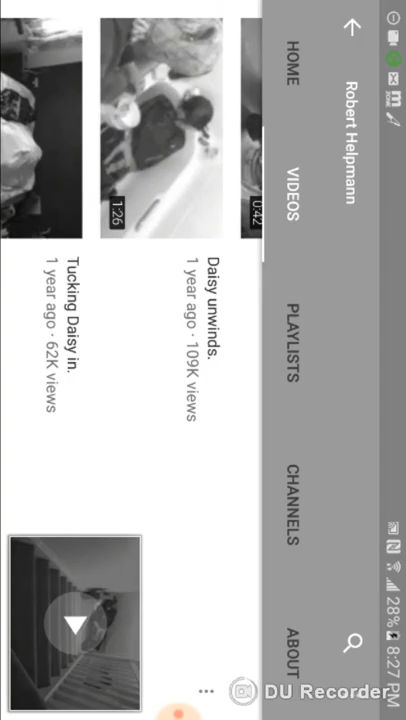 28% 8:27 PM
Robert Helpmann
HOME VIDEOS PLAYLISTS CHANNELS ABOUT
0:42
Daisy unwinds.
1 year ago · 109K views
1:26
Tucking Daisy in.
1 year ago · 62K views
DU Recorder